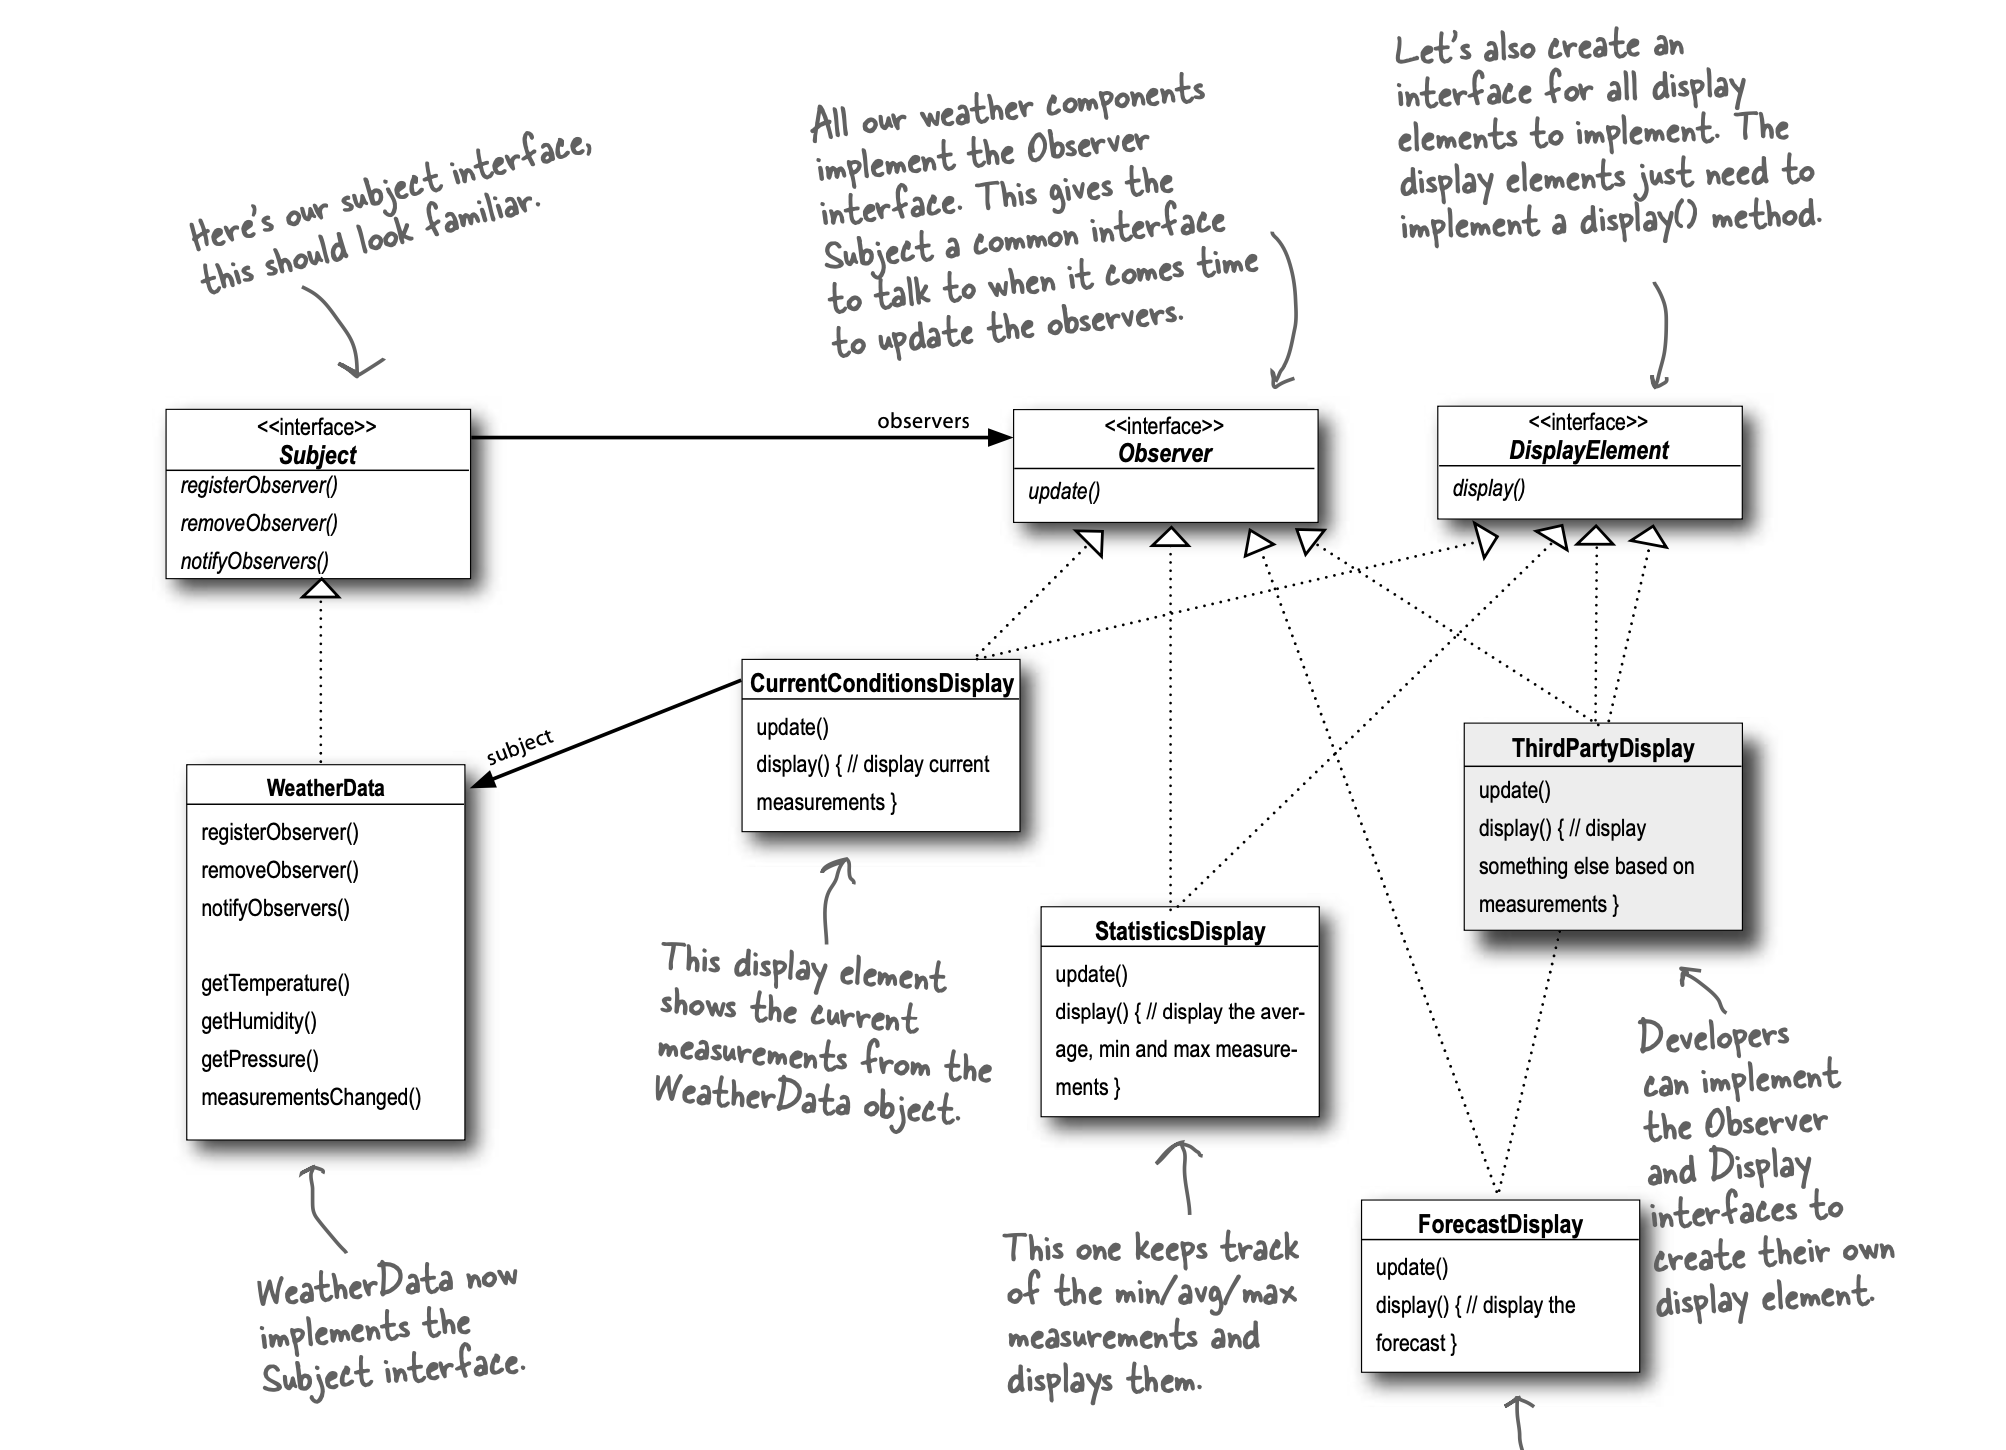 Here's our subject interface,
this should look familiar.
All our weather components
implement the Observer
interface. This gives the
Subject a common interface
to talk to when it comes time
to update the observers.
Let's also create an
interface for all display
elements to implement. The
display elements just need to
implement a display() method.
<<interface>>
Subject
registerObserver()
removeObserver()
notifyObservers()
observers
<<interface>>
Observer
update()
<<interface>>
DisplayElement
display()
subject
WeatherData
registerObserver()
removeObserver()
notifyObservers()
getTemperature()
getHumidity()
getPressure()
measurementsChanged()
CurrentConditionsDisplay
update()
display() { // display current
measurements }
ThirdPartyDisplay
update()
display() { // display
something else based on
measurements }
StatisticsDisplay
update()
display() { // display the aver-
age, min and max measure-
ments }
This display element
shows the current
measurements from the
WeatherData object.
Developers
can implement
the Observer
and Display
interfaces to
create their own
display element.
ForecastDisplay
update()
display() { // display the
forecast }
WeatherData now
implements the
Subject interface.
This one keeps track
of the min/avg/max
measurements and
displays them.